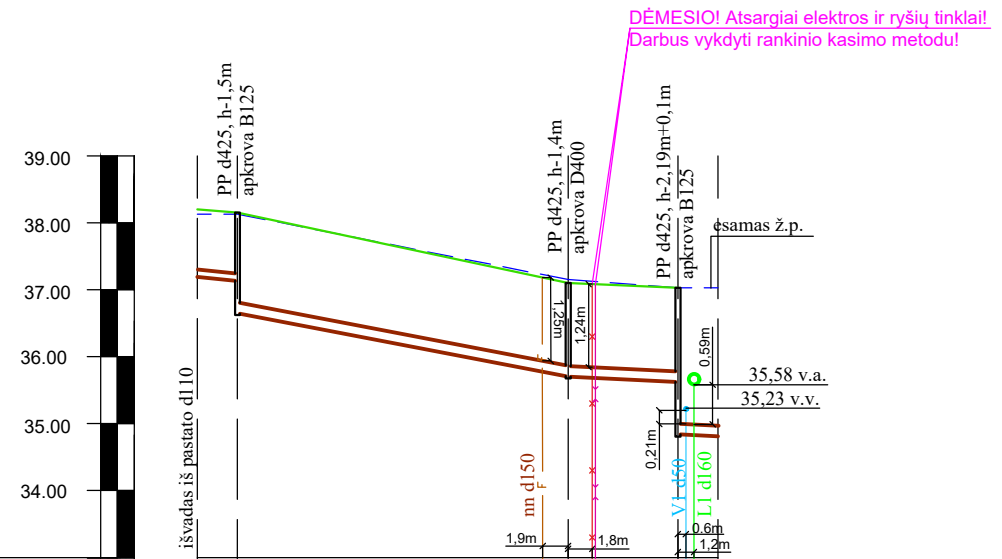 DĖMESIO! Atsargiai elektros ir ryšių tinklai!
Darbus vykdyti rankinio kasimo metodu!
PP d425, h-1,5m
apkrova B125
PP d425, h-1,4m
apkrova D400
PP d425, h-2,19m+0,1m
apkrova B125
39.00
38.00
37.00
36.00
35.00
34.00
esamas ž.p.
1,25m
1,24m
0,59m
35,58 v.a.
35,23 v.v.
0,21m
išvadas iš pastato d110
nn d150
F
F
V1 d50
L1 d160
1,9m
1,8m
0.6m
1,2m